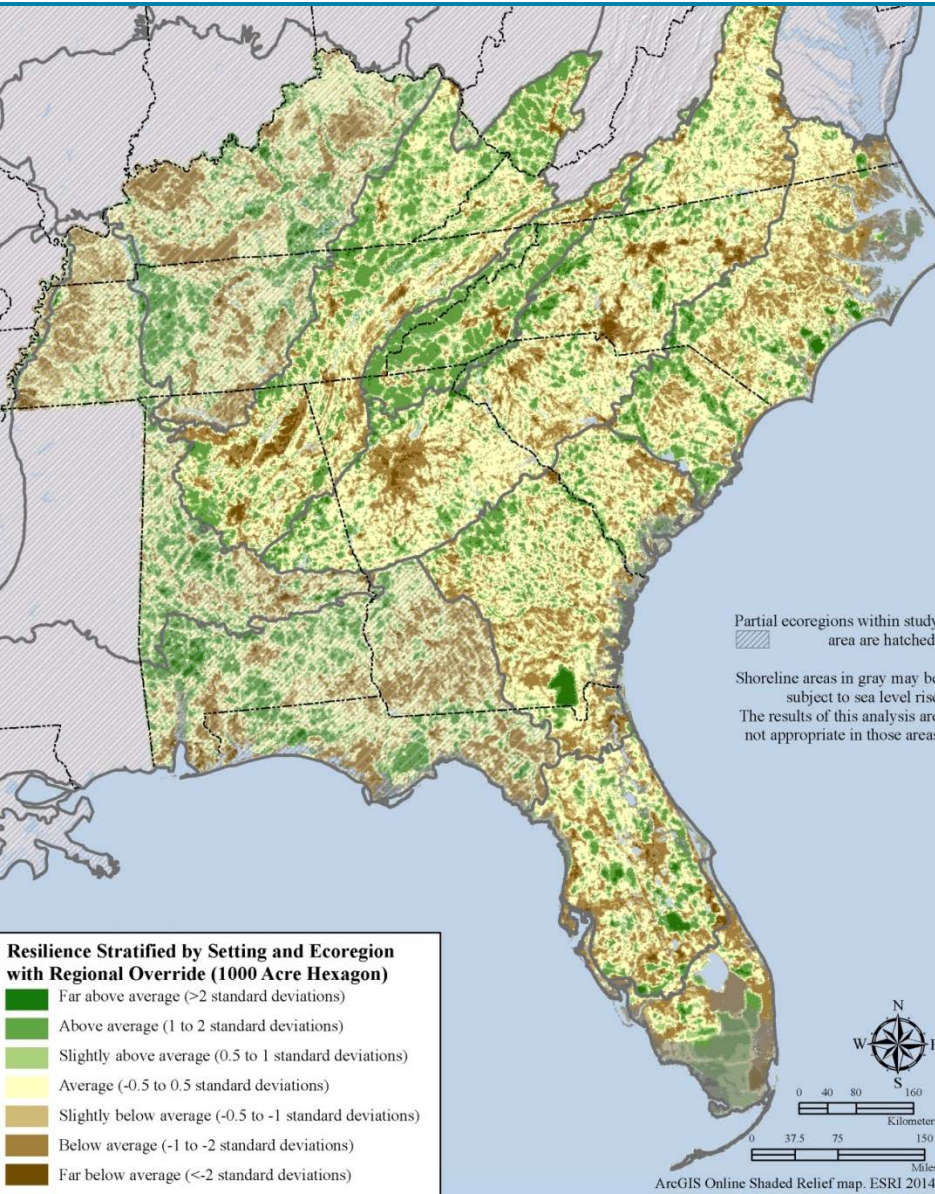 Partial ecoregions within study
area are hatched
Shoreline areas in gray may be
subject to sea level rise
The results of this analysis are
not appropriate in those areas
Resilience Stratified by Setting and Ecoregion
with Regional Override (1000 Acre Hexagon)
Far above average (>2 standard deviations)
Above average (1 to 2 standard deviations)
Slightly above average (0.5 to 1 standard deviations)
Average (-0.5 to 0.5 standard deviations)
Slightly below average (-0.5 to -1 standard deviations)
Below average (-1 to -2 standard deviations)
Far below average (<-2 standard deviations)
N
W E
S
0 40 80 160
Kilometer
0 37.5 75 150
Miles
ArcGIS Online Shaded Relief map. ESRI 2014